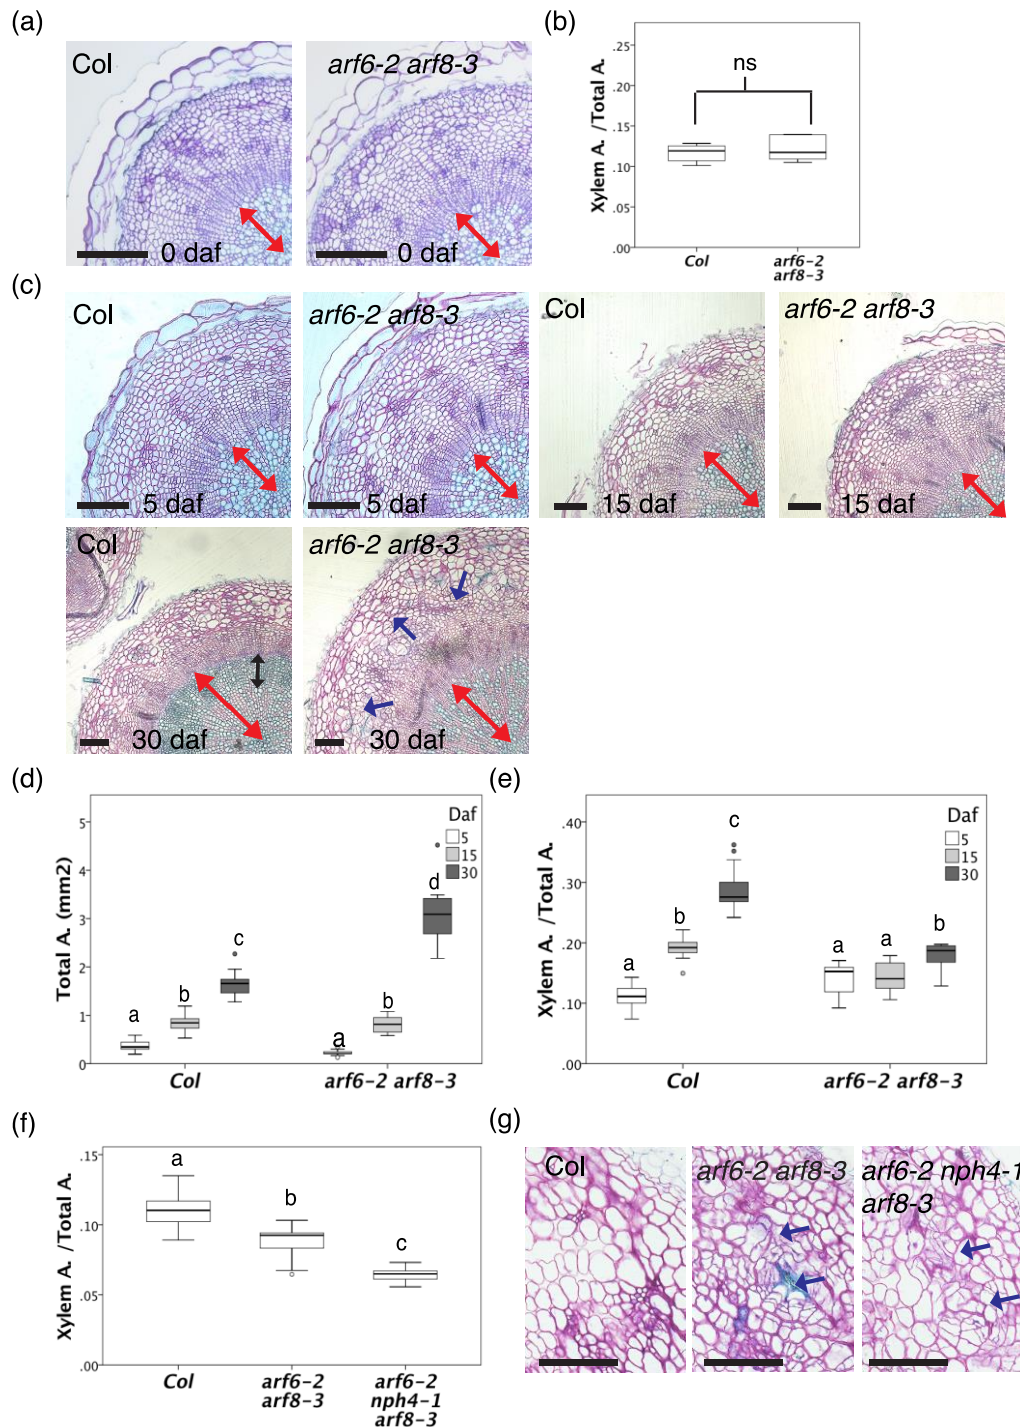 (a)
Col
arf6-2 arf8-3
0 daf
0 daf
(b)
Xylem A. /Total A.
.25
.20
.15
.10
.05
.00
ns
Col
arf6-2
arf8-3
(c)
Col
arf6-2 arf8-3
Col
arf6-2 arf8-3
5 daf
5 daf
15 daf
15 daf
Col
arf6-2 arf8-3
30 daf
30 daf
(d)
Total A. (mm2)
5
4
3
2
1
0
Daf
5
15
30
a
b
c
a
b
d
Col
arf6-2 arf8-3
(e)
Xylem A. /Total A.
.40
.30
.20
.10
.00
Daf
5
15
30
a
b
c
a
a
b
Col
arf6-2 arf8-3
(f)
Xylem A. /Total A.
.15
.10
.05
.00
a
b
c
Col
arf6-2
arf8-3
arf6-2
nph4-1
arf8-3
(g)
Col
arf6-2 arf8-3
arf6-2 nph4-1
arf8-3